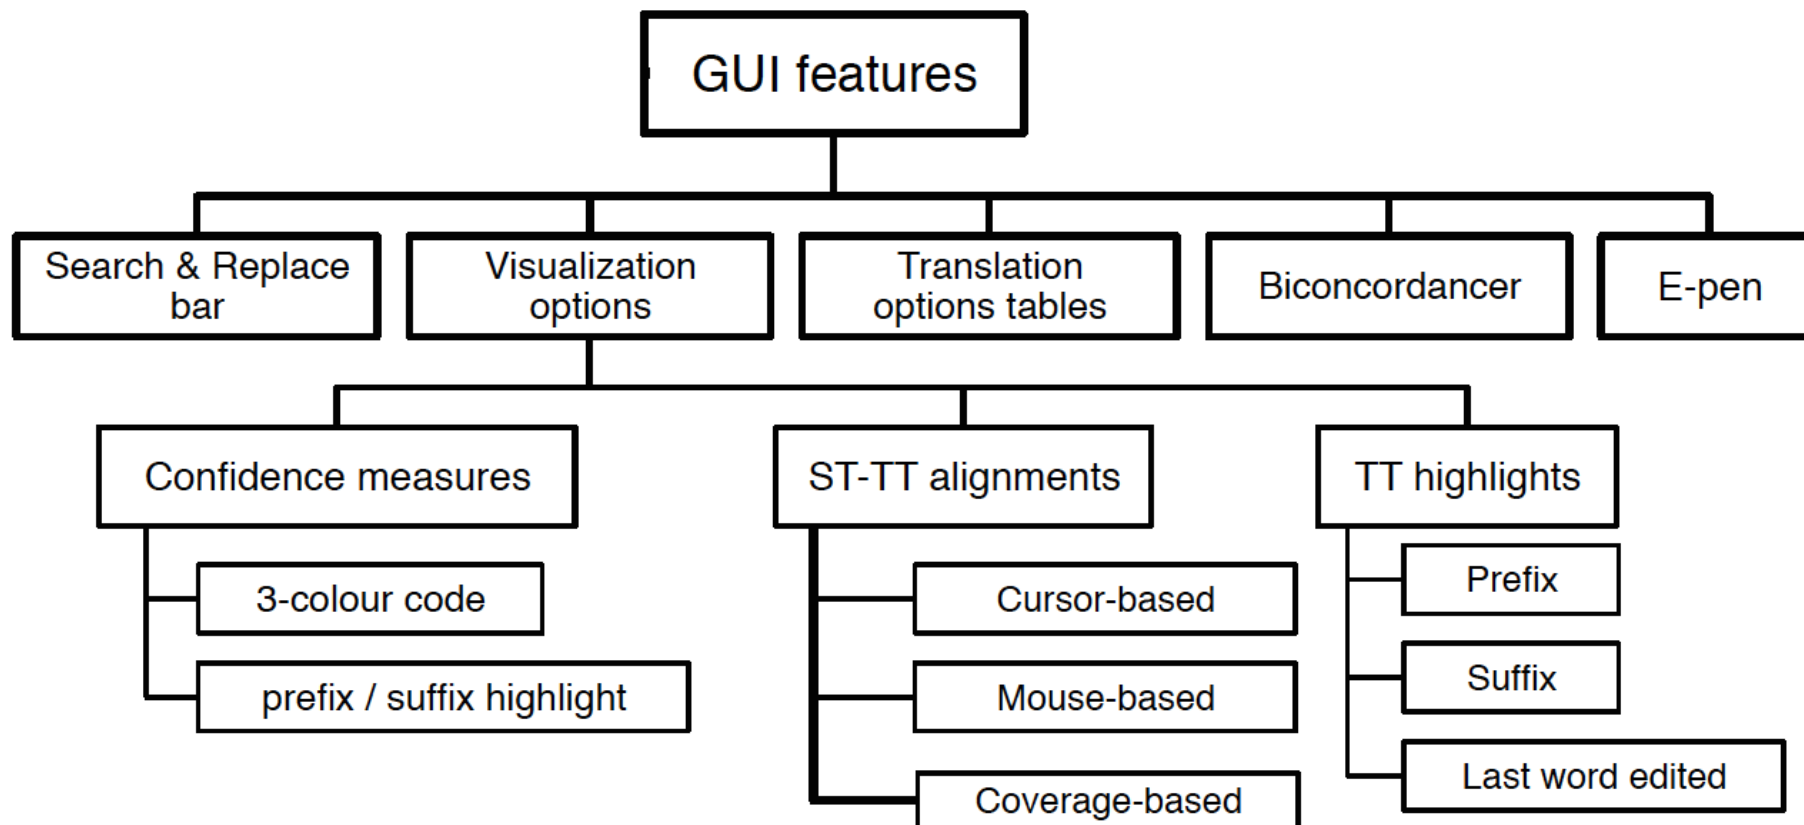 GUI features
Search & Replace
bar
Visualization
options
Translation
options tables
Biconcordancer
E-pen
Confidence measures
ST-TT alignments
TT highlights
3-colour code
prefix / suffix highlight
Cursor-based
Mouse-based
Coverage-based
Prefix
Suffix
Last word edited